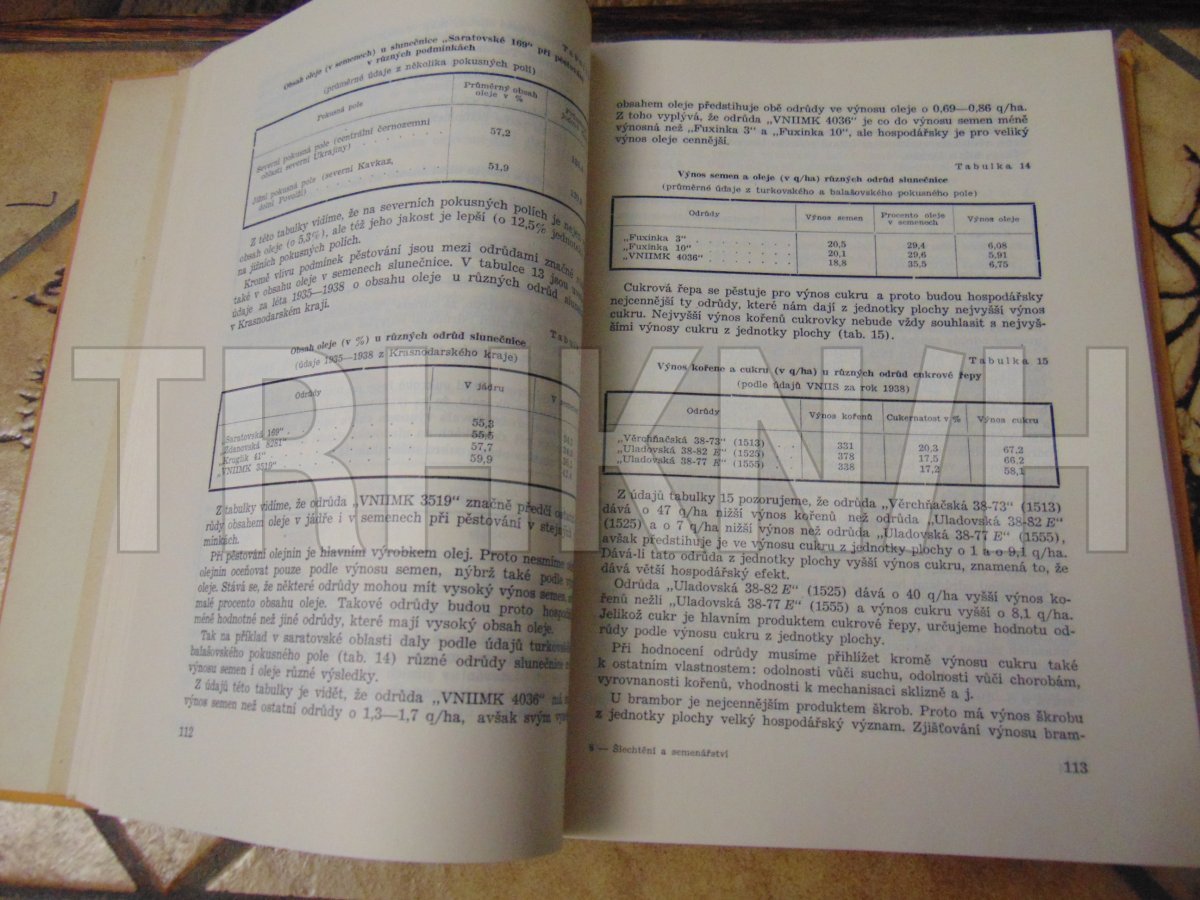 Obsah oleje (v semenech) u slunečnice „Saratovské 169“ při pěstování
v různých podmínkách
(průměrné údaje z několika pokusných polí)
Pokusná pole Průměrný obsah
oleje v %
Severní pokusná pole (centrální černozemní
oblasti severní Ukrajiny) 57,2
Jižní pokusná pole (severní Kavkaz,
dolní Povolží) 51,9
Z této tabulky vidíme, že na severních pokusných polích je nejen
obsah oleje (o 5,3%), ale též jeho jakost je lepší (o 12,5%
na jižních pokusných polích.
Kromě vlivu podmínek pěstování jsou mezi odrůdami značné
také v obsahu oleje v semenech slunečnice. V tabulce 13 jsou
údaje za léta 1935—1938 o obsahu oleje u různých odrůd
v Krasnodarském kraji.
Obsah oleje (v %) u různých odrůd slunečnice
(údaje 1935—1938 z Krasnodarského kraje)
Odrůdy V jádru
„Saratovská 169“ 55,3
„Ždanovská 8281“ 55,5
„Kruglik 41“ 57,7
„VNIIMK 3519“ 59,9
Z tabulky vidíme, že odrůda „VNIIMK 3519“ značně předčí
růdy obsahem oleje v jádře i v semenech při pěstování v stejných
mínkách.
Při pěstování olejnin je hlavním výrobkem olej. Proto nesmíme
olejnin oceňovat pouze podle výnosu semen, nýbrž také podle
oleje. Stává se, že některé odrůdy mohou mít vysoký výnos semen,
malé procento obsahu oleje. Takové odrůdy budou proto
méně hodnotné než jiné odrůdy, které mají vysoký obsah oleje.
Tak na příklad v saratovské oblasti daly podle údajů
balašovského pokusného pole (tab. 14) různé odrůdy slunečnice
výnosu semen i oleje různé výsledky.
Z údajů této tabulky je vidět, že odrůda „VNIIMK 4036“ má
výnos semen než ostatní odrůdy o 1,3—1,7 q/ha, avšak svým
112
obsahem oleje předstihuje obě odrůdy ve výnosu oleje o 0,69—0,86 q/ha.
Z toho vyplývá, že odrůda „VNIIMK 4036“ je co do výnosu semen méně
výnosná než „Fuxinka 3“ a „Fuxinka 10“, ale hospodářsky je pro veliký
výnos oleje cennější.
Tabulka 14
Výnos semen a oleje (v q/ha) různých odrůd slunečnice
(průměrné údaje z turkovského a balašovského pokusného pole)
Odrůdy Výnos semen Procento oleje
v semenech Výnos oleje
„Fuxinka 3“ 20,5 29,4 6,08
„Fuxinka 10“ 20,1 29,6 5,91
„VNIIMK 4036“ 18,8 35,5 6,75
Cukrová řepa se pěstuje pro výnos cukru a proto budou hospodářsky
nejcennější ty odrůdy, které nám dají z jednotky plochy nejvyšší výnos
cukru. Nejvyšší výnos kořenů cukrovky nebude vždy souhlasit s nejvyš-
šími výnosy cukru z jednotky plochy (tab. 15).
Tabulka 15
Výnos kořene a cukru (v q/ha) u různých odrůd cukrové řepy
(podle údajů VNIIS za rok 1938)
Odrůdy Výnos kořenů Cukernatost v % Výnos cukru
„Věrchňačská 38-73“ (1513) 331 20,3 67,2
„Uladovská 38-82 E“ (1525) 378 17,5 66,2
„Uladovská 38-77 E“ (1555) 338 17,2 58,1
Z údajů tabulky 15 pozorujeme, že odrůda „Věrchňačská 38-73“ (1513)
dává o 47 q/ha nižší výnos kořenů než odrůda „Uladovská 38-82 E“
(1525) a o 7 q/ha nižší výnos než odrůda „Uladovská 38-77 E“ (1555),
avšak předstihuje je ve výnosu cukru z jednotky plochy o 1 a o 9,1 q/ha.
Dává-li tato odrůda z jednotky plochy vyšší výnos cukru, znamená to, že
dává větší hospodářský efekt.
Odrůda „Uladovská 38-82 E“ (1525) dává o 40 q/ha vyšší výnos ko-
řenů nežli „Uladovská 38-77 E“ (1555) a výnos cukru vyšší o 8,1 q/ha.
Jelikož cukr je hlavním produktem cukrové řepy, určujeme hodnotu od-
růdy podle výnosu cukru z jednotky plochy.
Při hodnocení odrůdy musíme přihlížet kromě výnosu cukru také
k ostatním vlastnostem: odolnosti vůči suchu, odolnosti vůči chorobám,
vyrovnanosti kořenů, vhodnosti k mechanisaci sklizně a j.
U brambor je nejcennějším produktem škrob. Proto má výnos škrobu
z jednotky plochy velký hospodářský význam. Zjišťování výnosu bram-
8 — Šlechtění a semenářství
113
TRHKNIH